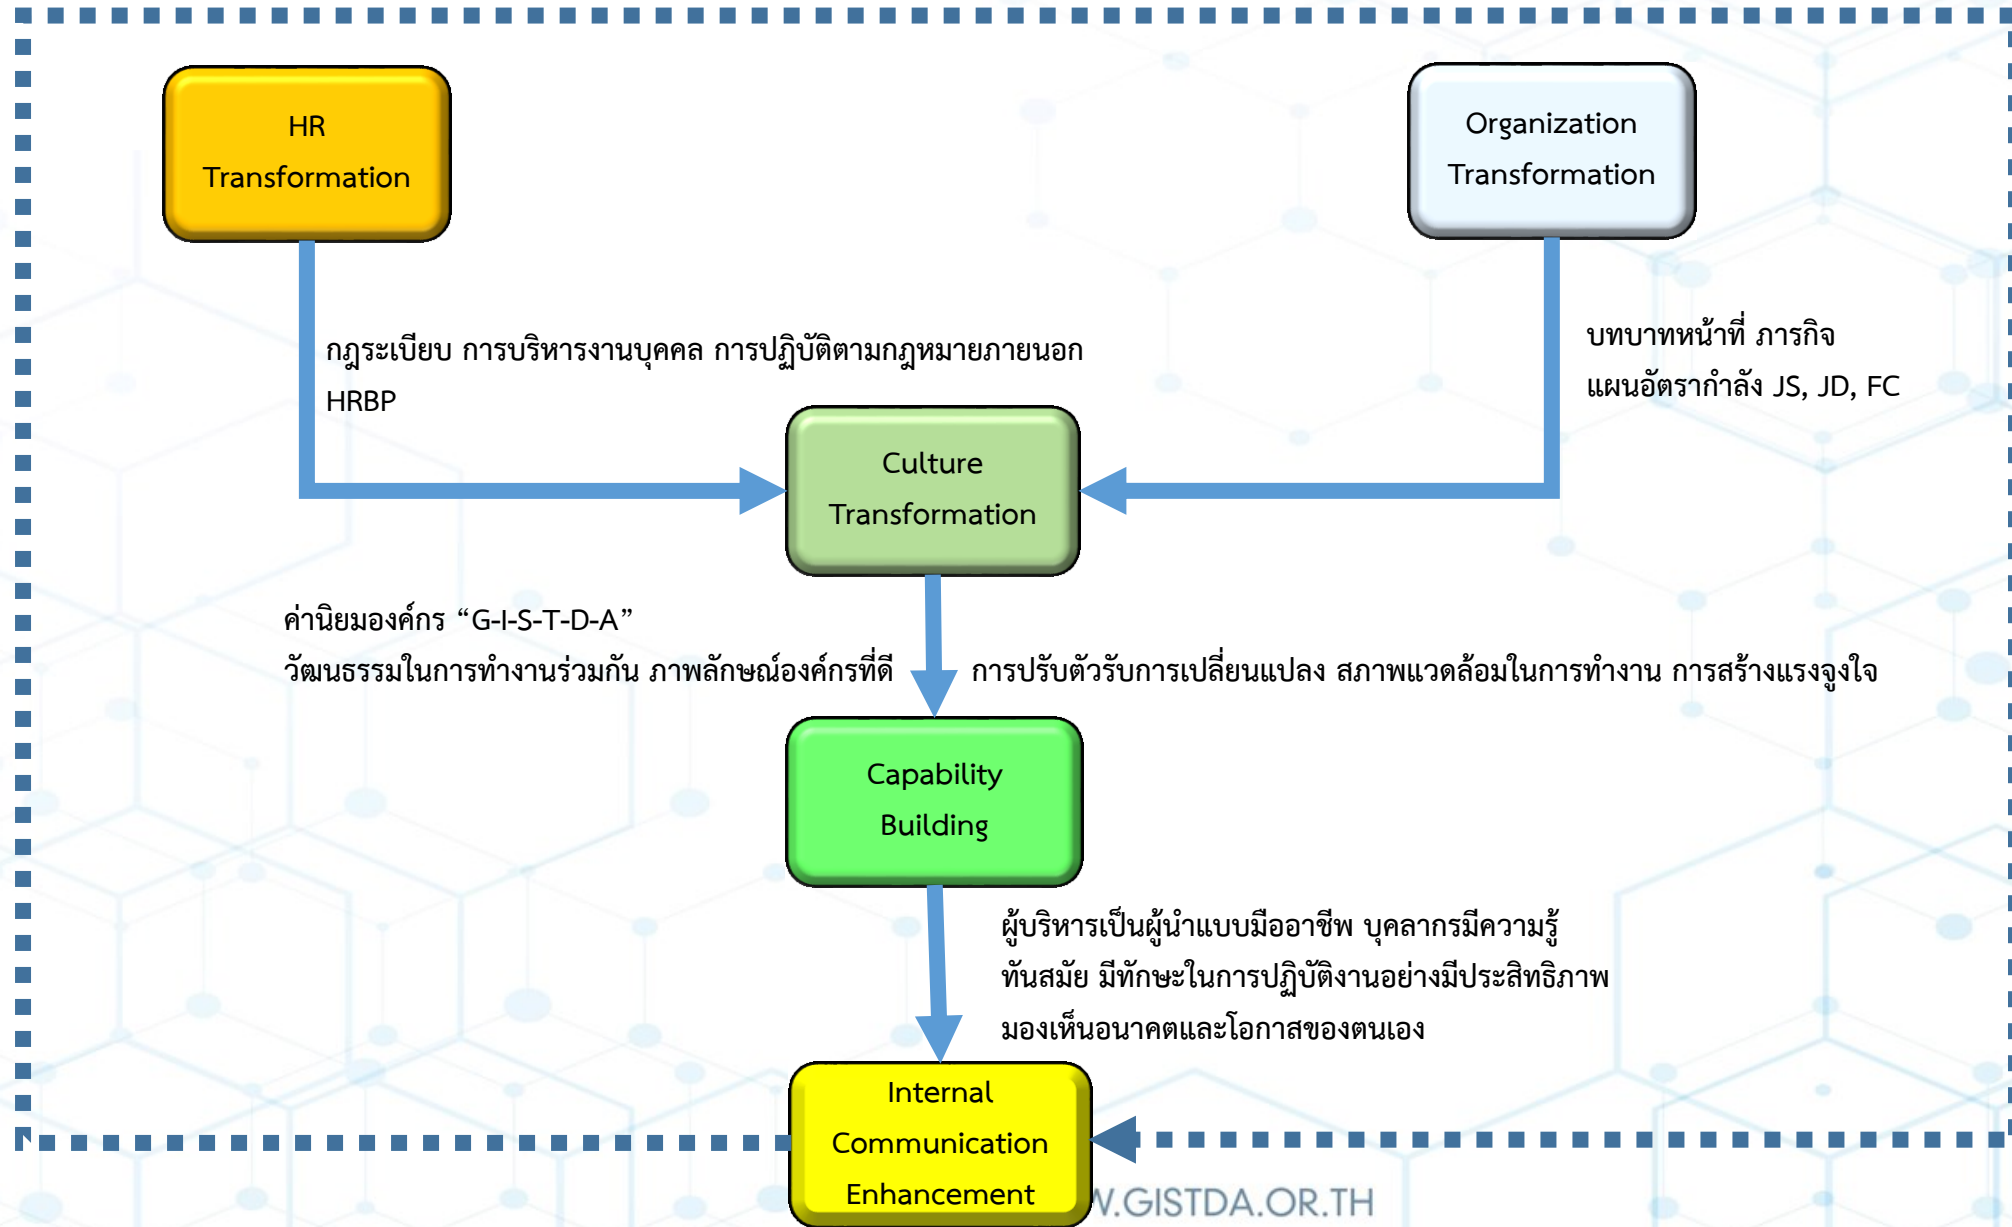 HR
Transformation
Organization
Transformation
กฎระเบียบ การบริหารงานบุคคล การปฏิบัติตามกฎหมายภายนอก
HRBP
บทบาทหน้าที่ ภารกิจ
แผนอัตรากำลัง JS, JD, FC
Culture
Transformation
ค่านิยมองค์กร “G-I-S-T-D-A”
วัฒนธรรมในการทำงานร่วมกัน ภาพลักษณ์องค์กรที่ดี
การปรับตัวรับการเปลี่ยนแปลง สภาพแวดล้อมในการทำงาน การสร้างแรงจูงใจ
Capability
Building
ผู้บริหารเป็นผู้นำแบบมืออาชีพ บุคลากรมีความรู้
ทันสมัย มีทักษะในการปฏิบัติงานอย่างมีประสิทธิภาพ
มองเห็นอนาคตและโอกาสของตนเอง
Internal
Communication
Enhancement
W.GISTDA.OR.TH